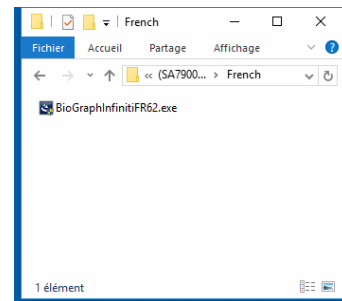 French
Fichier Accueil Partage Affichage
« (SA7900... › French
BioGraphInfinitiFR62.exe
1 élément